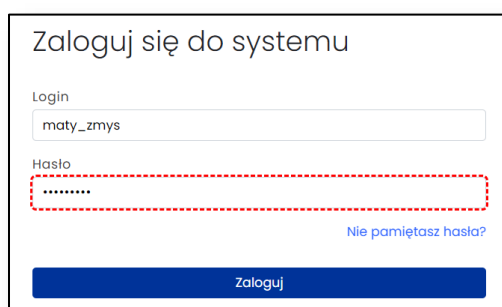 Zaloguj się do systemu
Login
maty_zmys
Hasło
•••••••••
Nie pamiętasz hasła?
Zaloguj